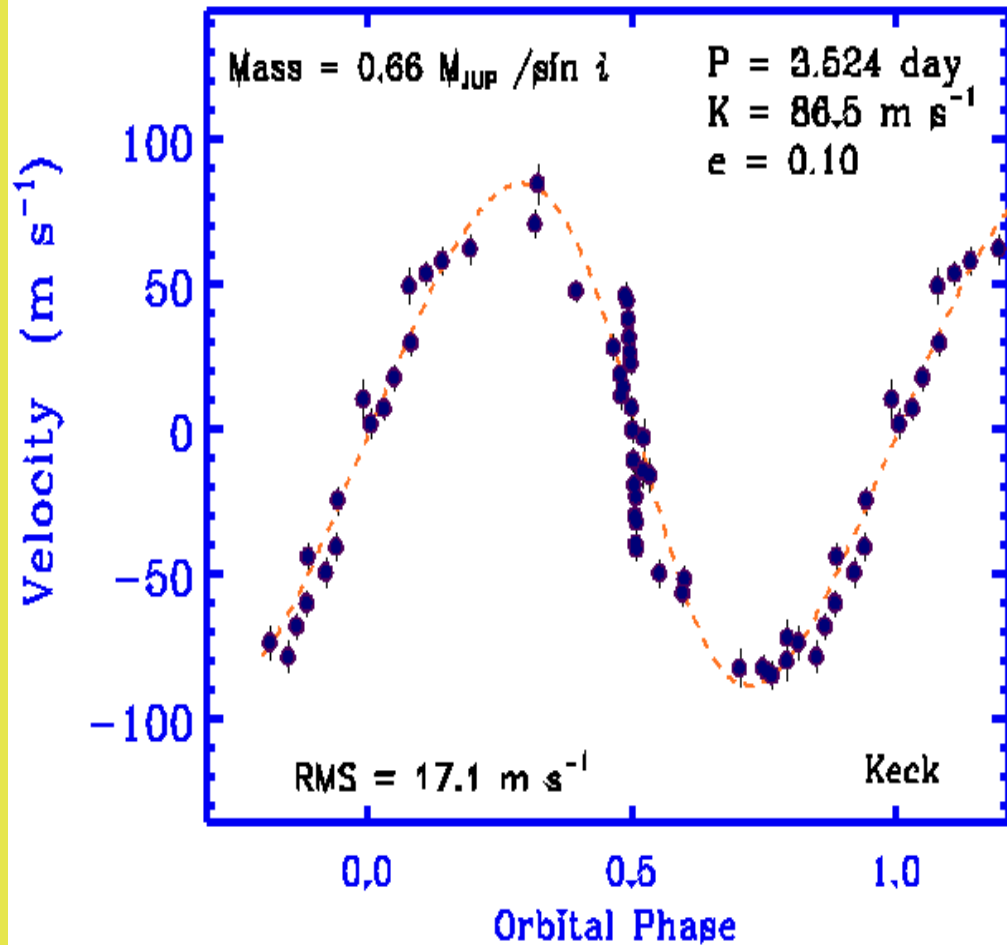 Mass = 0.66 M_JUP /sin i
P = 3.524 day
K = 86.5 m s⁻¹
e = 0.10
100
50
0
−50
−100
Velocity (m s⁻¹)
RMS = 17.1 m s⁻¹
Keck
0.0 0.5 1.0
Orbital Phase